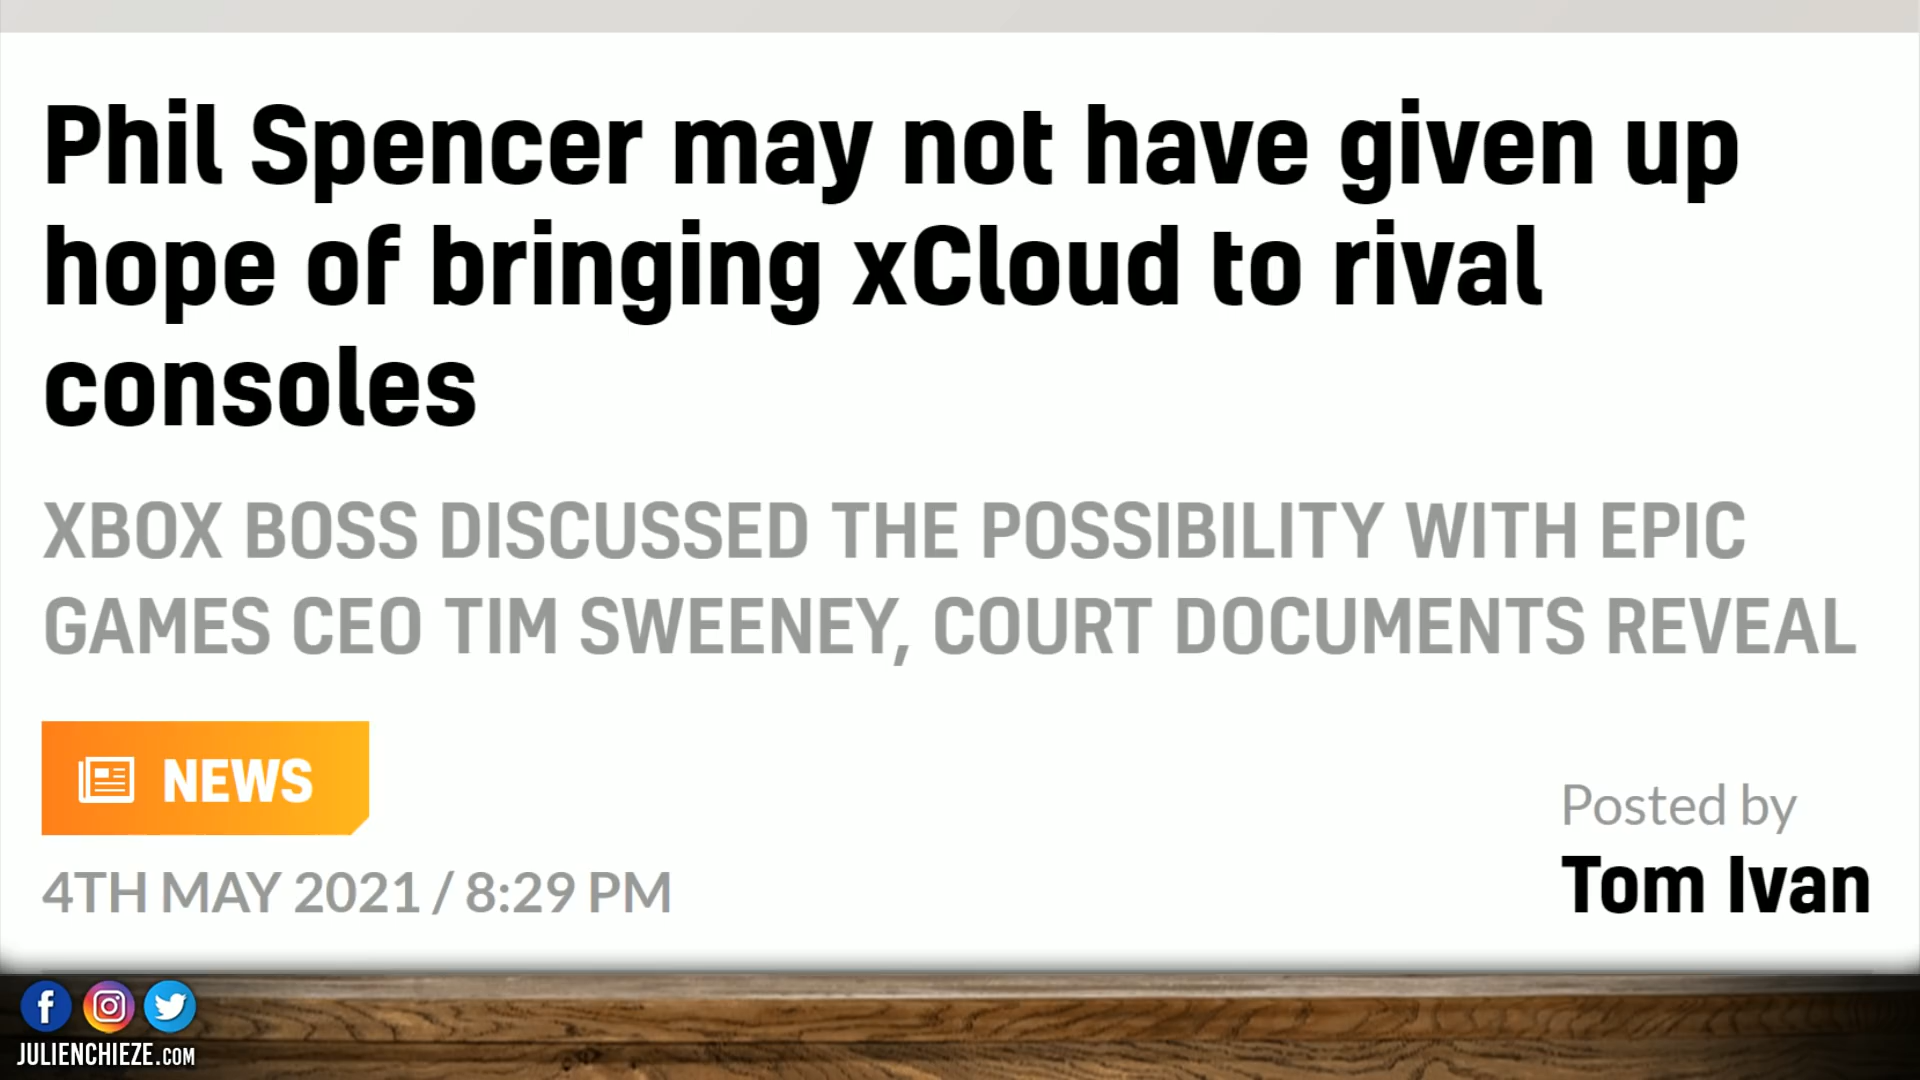 Phil Spencer may not have given up
hope of bringing xCloud to rival
consoles
XBOX BOSS DISCUSSED THE POSSIBILITY WITH EPIC
GAMES CEO TIM SWEENEY, COURT DOCUMENTS REVEAL
NEWS
4TH MAY 2021 / 8:29 PM
Posted by
Tom Ivan
JULIENCHIEZE.COM